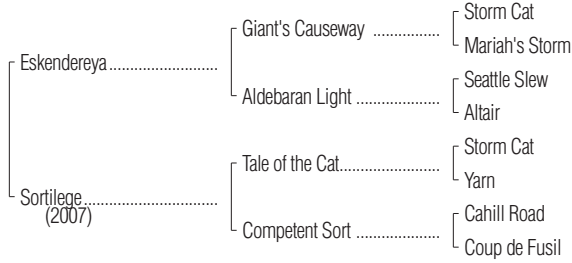 Storm Cat
Giant's Causeway ..................
Mariah's Storm
Eskendereya..........................
Seattle Slew
Aldebaran Light .....................
Altair
Storm Cat
Tale of the Cat.........................
Yarn
Sortilege................................
(2007)
Cahill Road
Competent Sort .....................
Coup de Fusil